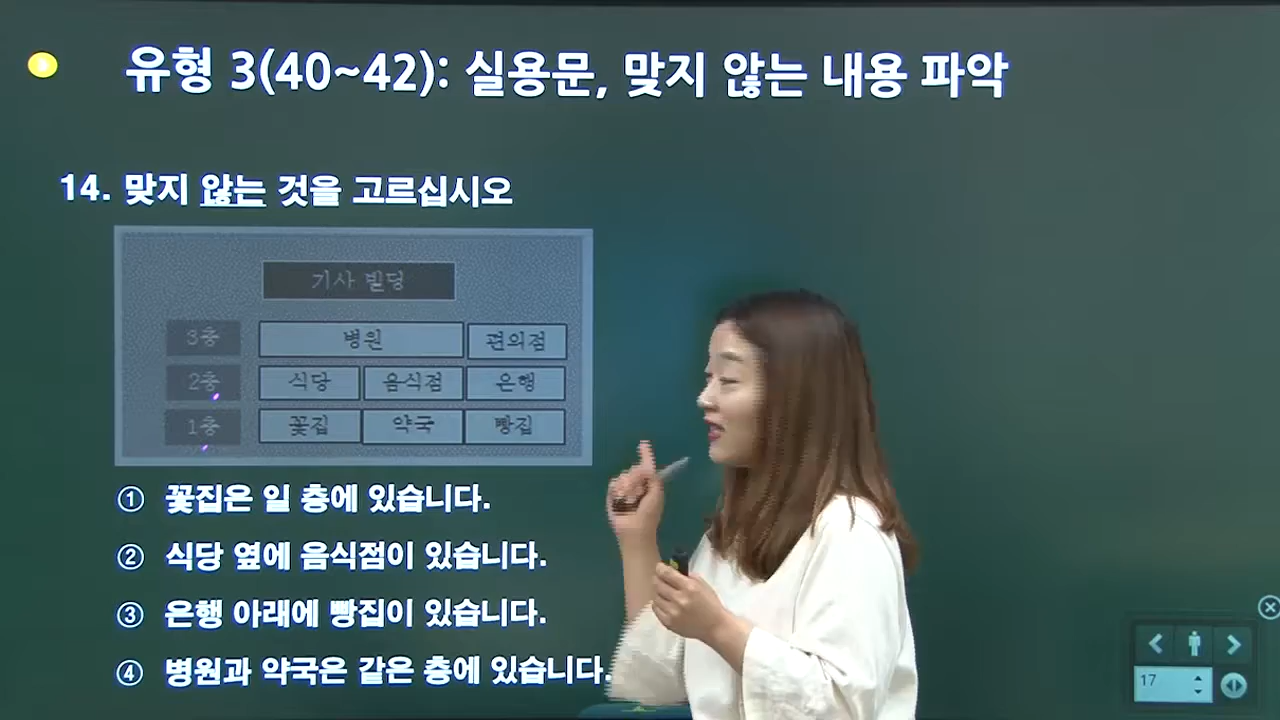 유형 3(40~42): 실용문, 맞지 않는 내용 파악
14. 맞지 않는 것을 고르십시오
기사 빌딩
3층 병원 편의점
2층 식당 음식점 은행
1층 꽃집 약국 빵집
① 꽃집은 일 층에 있습니다.
② 식당 옆에 음식점이 있습니다.
③ 은행 아래에 빵집이 있습니다.
④ 병원과 약국은 같은 층에 있습니다.
17